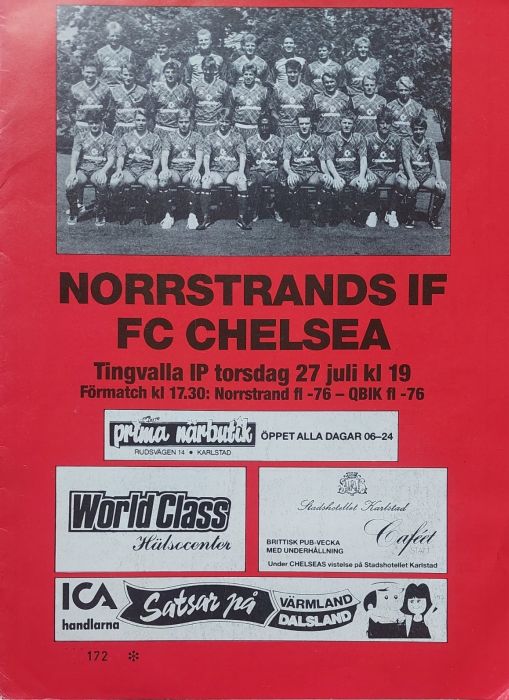 NORRSTRANDS IF
FC CHELSEA
Tingvalla IP torsdag 27 juli kl 19
Förmatch kl 17.30: Norrstrand fl -76 – QBIK fl -76
prima närbutik
ÖPPET ALLA DAGAR 06–24
RUDSVÄGEN 14 ● KARLSTAD
World Class
Hälsocenter
Stadshotellet Karlstad
Caféet
BRITTISK PUB-VECKA
MED UNDERHÅLLNING
Under CHELSEAS vistelse på Stadshotellet Karlstad
ICA
handlarna
Satsar på
VÄRMLAND
DALSLAND
172 ✻